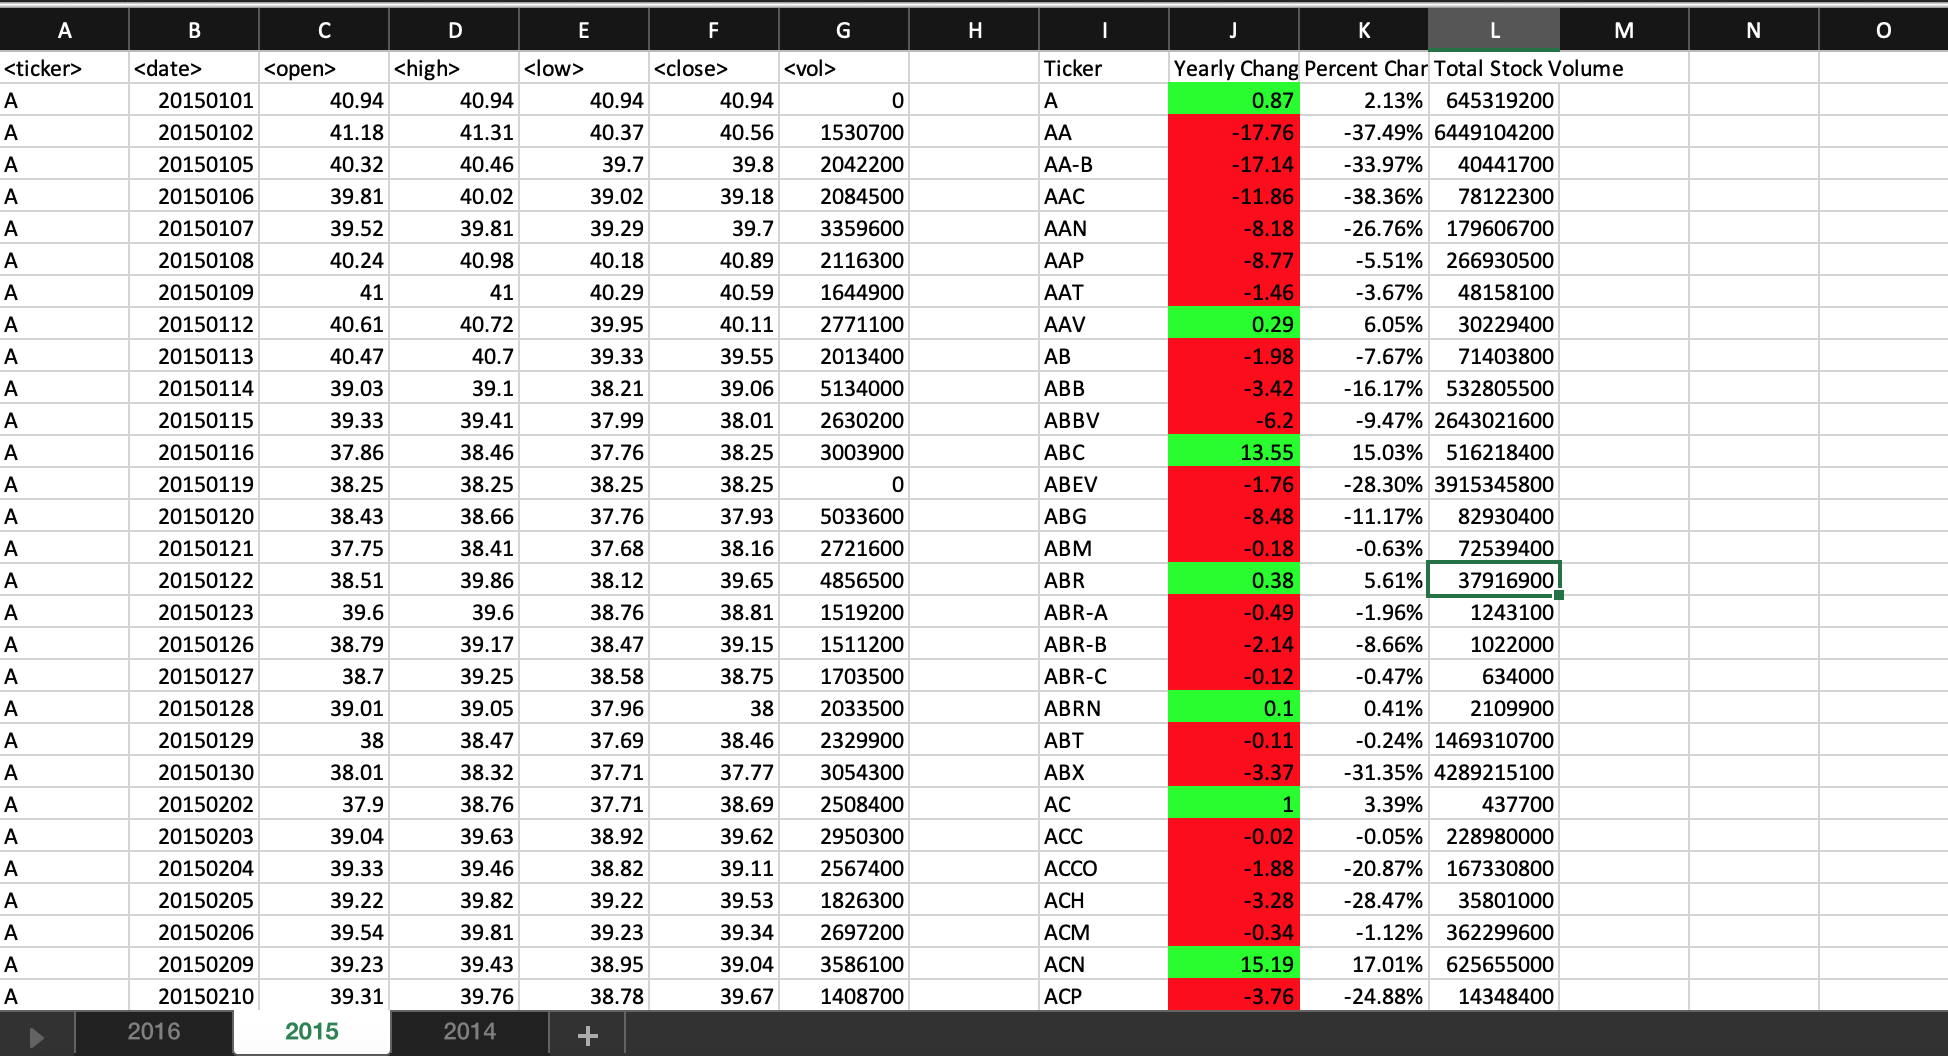 A B C D E F G H I J K L M N O
<ticker> <date> <open> <high> <low> <close> <vol> Ticker Yearly Chang Percent Char Total Stock Volume
A 20150101 40.94 40.94 40.94 40.94 0 A 0.87 2.13% 645319200
A 20150102 41.18 41.31 40.37 40.56 1530700 AA -17.76 -37.49% 6449104200
A 20150105 40.32 40.46 39.7 39.8 2042200 AA-B -17.14 -33.97% 40441700
A 20150106 39.81 40.02 39.02 39.18 2084500 AAC -11.86 -38.36% 78122300
A 20150107 39.52 39.81 39.29 39.7 3359600 AAN -8.18 -26.76% 179606700
A 20150108 40.24 40.98 40.18 40.89 2116300 AAP -8.77 -5.51% 266930500
A 20150109 41 41 40.29 40.59 1644900 AAT -1.46 -3.67% 48158100
A 20150112 40.61 40.72 39.95 40.11 2771100 AAV 0.29 6.05% 30229400
A 20150113 40.47 40.7 39.33 39.55 2013400 AB -1.98 -7.67% 71403800
A 20150114 39.03 39.1 38.21 39.06 5134000 ABB -3.42 -16.17% 532805500
A 20150115 39.33 39.41 37.99 38.01 2630200 ABBV -6.2 -9.47% 2643021600
A 20150116 37.86 38.46 37.76 38.25 3003900 ABC 13.55 15.03% 516218400
A 20150119 38.25 38.25 38.25 38.25 0 ABEV -1.76 -28.30% 3915345800
A 20150120 38.43 38.66 37.76 37.93 5033600 ABG -8.48 -11.17% 82930400
A 20150121 37.75 38.41 37.68 38.16 2721600 ABM -0.18 -0.63% 72539400
A 20150122 38.51 39.86 38.12 39.65 4856500 ABR 0.38 5.61% 37916900
A 20150123 39.6 39.6 38.76 38.81 1519200 ABR-A -0.49 -1.96% 1243100
A 20150126 38.79 39.17 38.47 39.15 1511200 ABR-B -2.14 -8.66% 1022000
A 20150127 38.7 39.25 38.58 38.75 1703500 ABR-C -0.12 -0.47% 634000
A 20150128 39.01 39.05 37.96 38 2033500 ABRN 0.1 0.41% 2109900
A 20150129 38 38.47 37.69 38.46 2329900 ABT -0.11 -0.24% 1469310700
A 20150130 38.01 38.32 37.71 37.77 3054300 ABX -3.37 -31.35% 4289215100
A 20150202 37.9 38.76 37.71 38.69 2508400 AC 1 3.39% 437700
A 20150203 39.04 39.63 38.92 39.62 2950300 ACC -0.02 -0.05% 228980000
A 20150204 39.33 39.46 38.82 39.11 2567400 ACCO -1.88 -20.87% 167330800
A 20150205 39.22 39.82 39.22 39.53 1826300 ACH -3.28 -28.47% 35801000
A 20150206 39.54 39.81 39.23 39.34 2697200 ACM -0.34 -1.12% 362299600
A 20150209 39.23 39.43 38.95 39.04 3586100 ACN 15.19 17.01% 625655000
A 20150210 39.31 39.76 38.78 39.67 1408700 ACP -3.76 -24.88% 14348400
2016 2015 2014 +